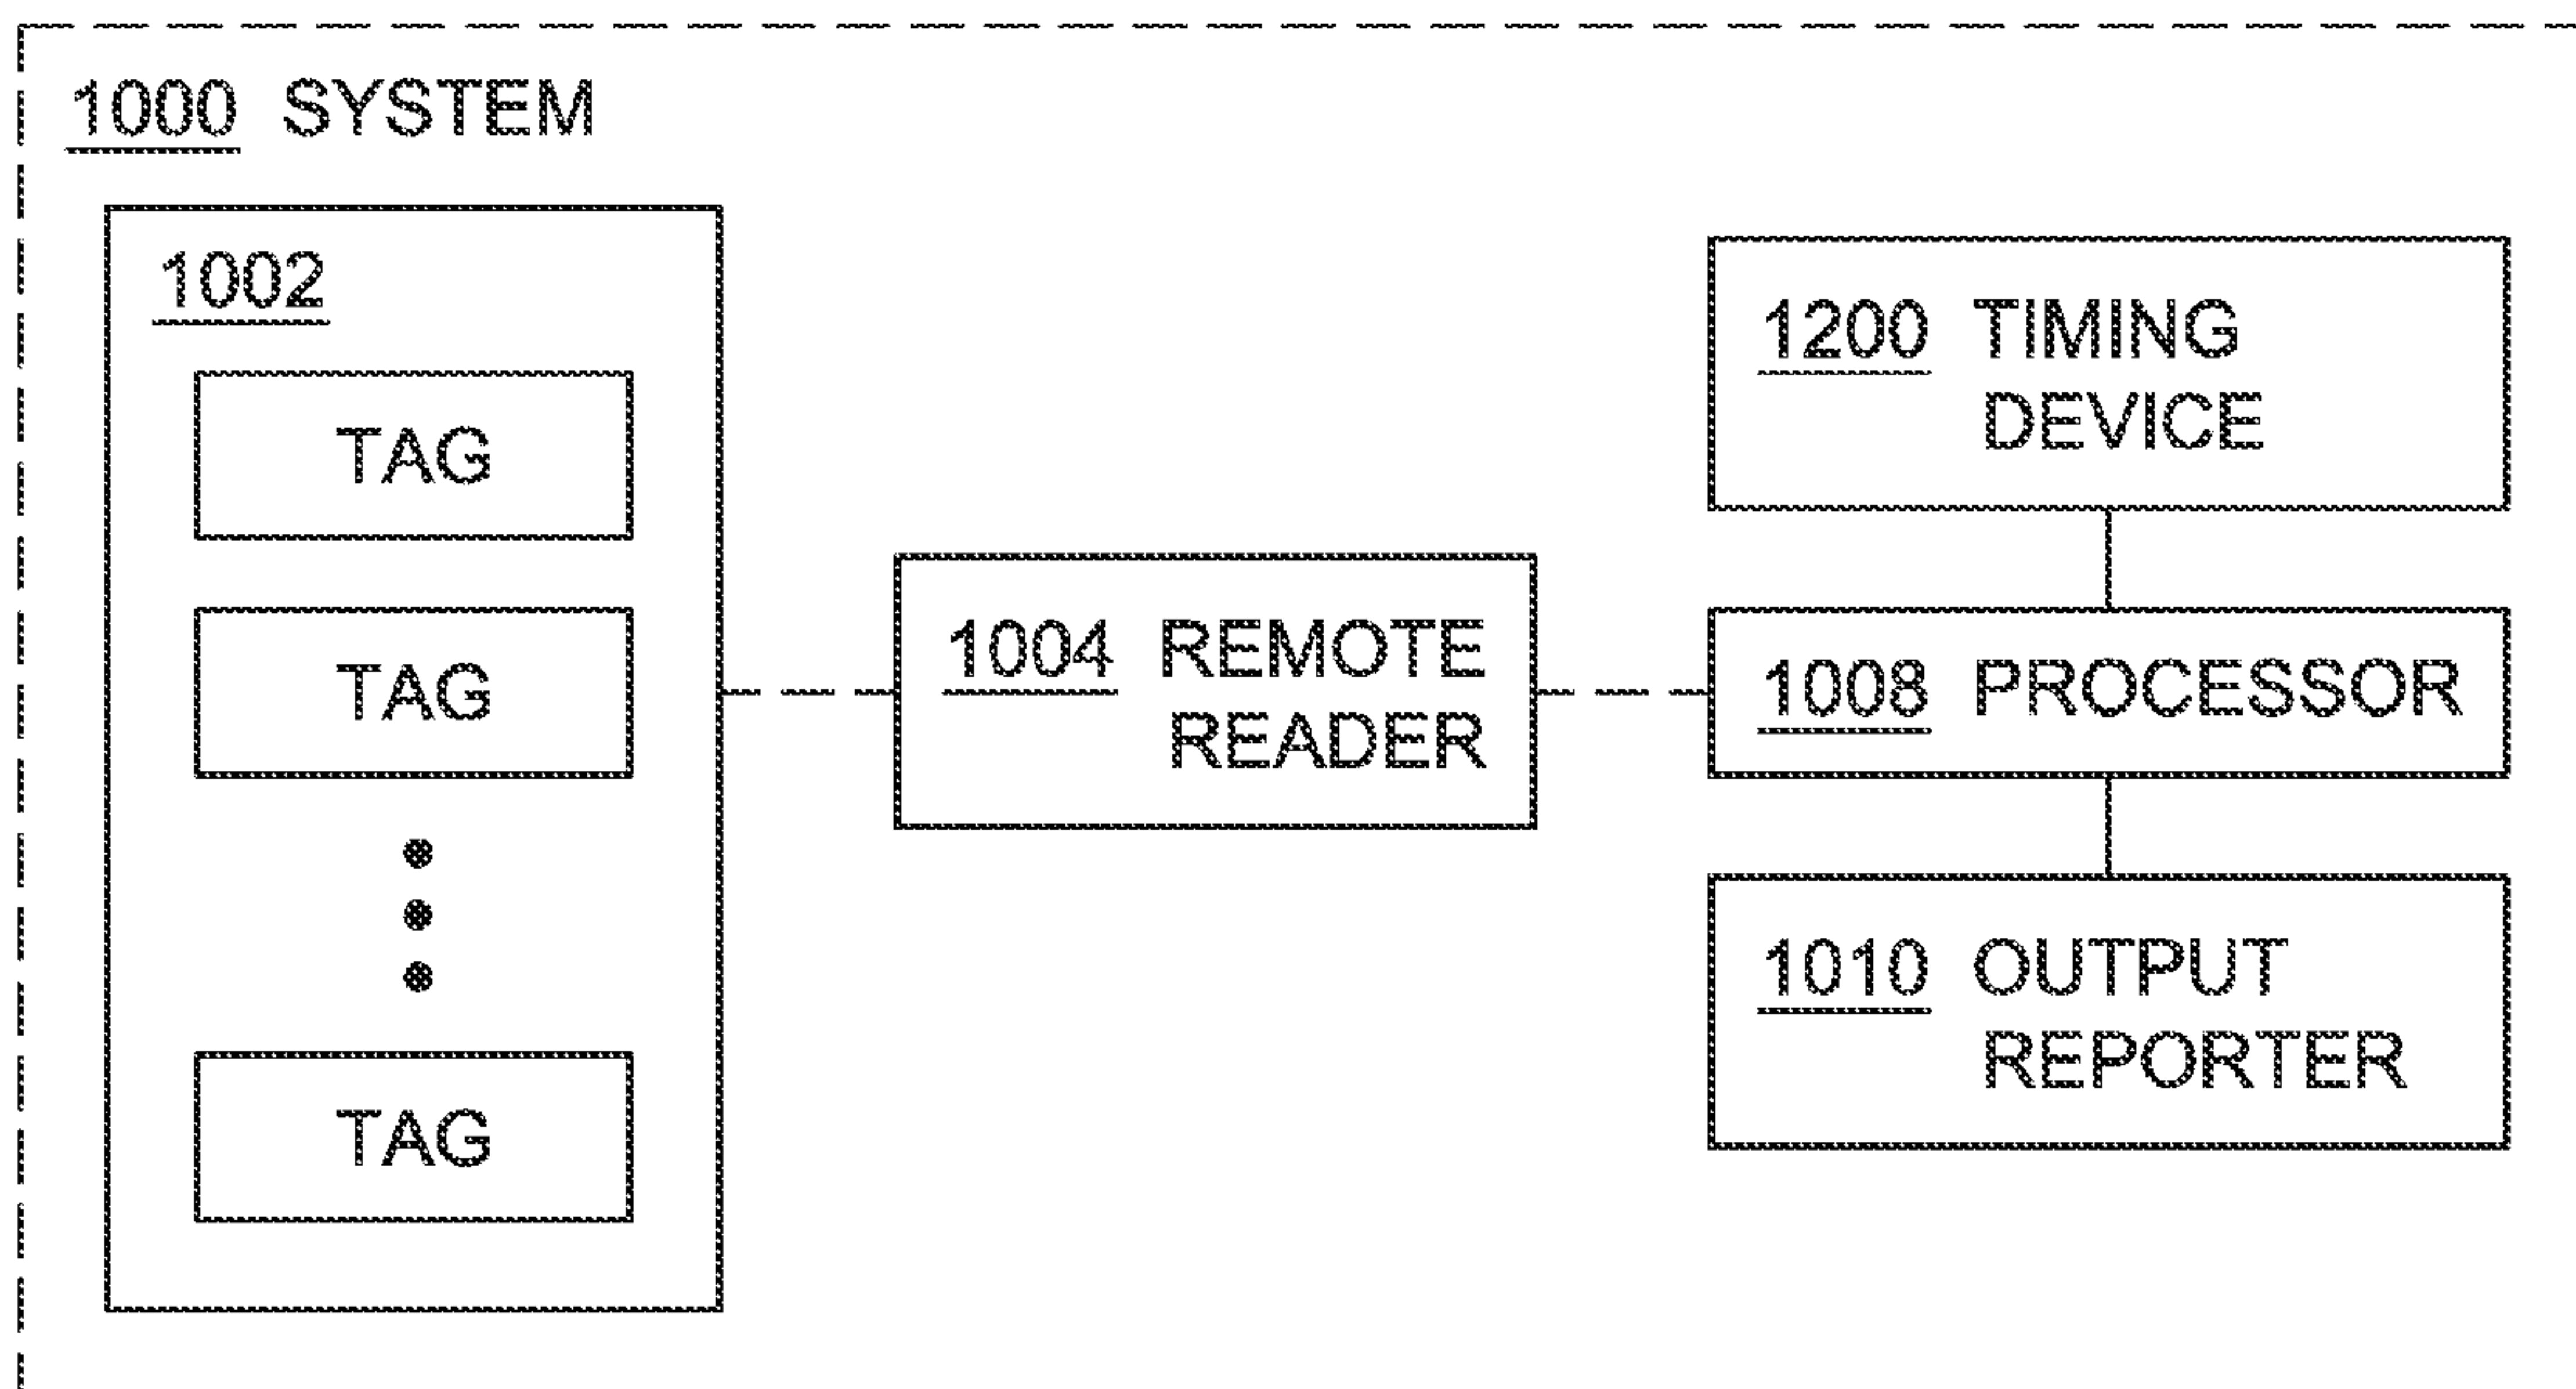 1000 SYSTEM
1002
TAG
TAG
TAG
1004 REMOTE
READER
1200 TIMING
DEVICE
1008 PROCESSOR
1010 OUTPUT
REPORTER